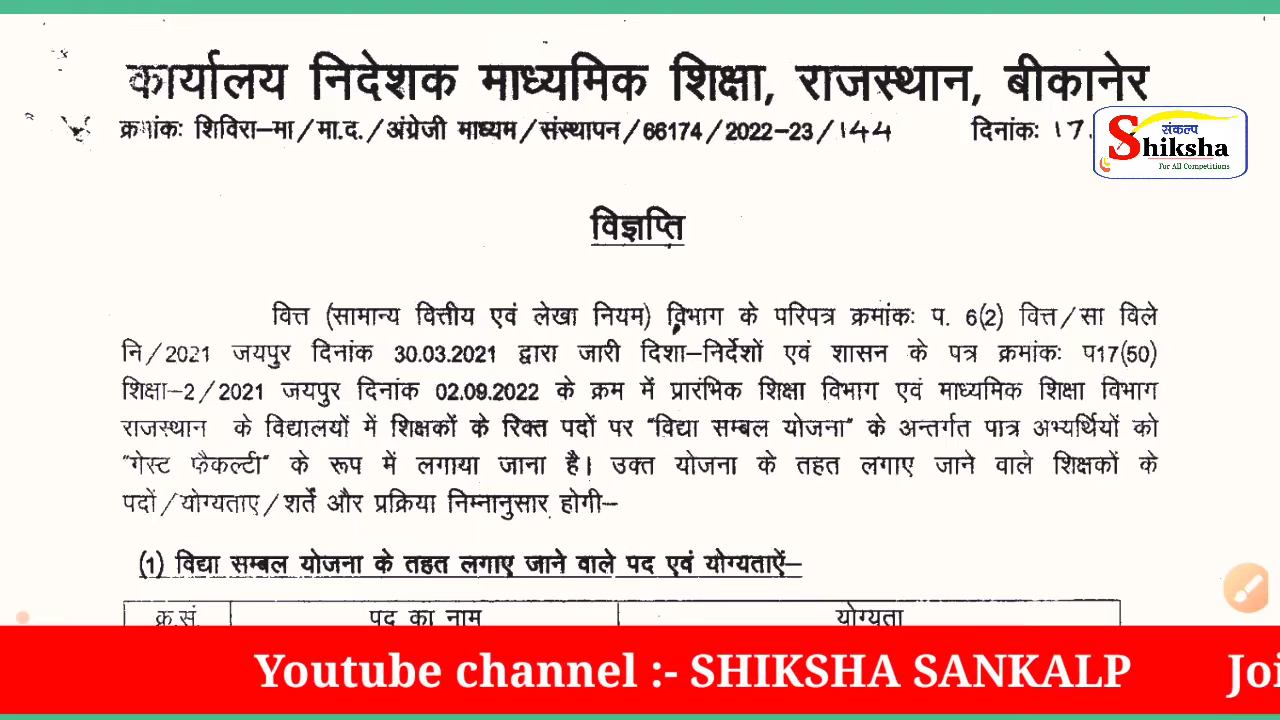 कार्यालय निदेशक माध्यमिक शिक्षा, राजस्थान, बीकानेर
क्रमांकः शिविरा–मा/मा.द./अंग्रेजी माध्यम/संस्थापन/66174/2022-23/144 दिनांकः 17.
संकल्प
Shiksha
For All Competitions
विज्ञप्ति
वित्त (सामान्य वित्तीय एवं लेखा नियम) विभाग के परिपत्र क्रमांकः प. 6(2) वित्त/सा विले
नि/2021 जयपुर दिनांक 30.03.2021 द्वारा जारी दिशा–निर्देशों एवं शासन के पत्र क्रमांकः प17(50)
शिक्षा–2/2021 जयपुर दिनांक 02.09.2022 के क्रम में प्रारंभिक शिक्षा विभाग एवं माध्यमिक शिक्षा विभाग
राजस्थान के विद्यालयों में शिक्षकों के रिक्त पदों पर "विद्या सम्बल योजना" के अन्तर्गत पात्र अभ्यर्थियों को
"गेस्ट फैकल्टी" के रूप में लगाया जाना है। उक्त योजना के तहत लगाए जाने वाले शिक्षकों के
पदों/योग्यताए/शर्तें और प्रक्रिया निम्नानुसार होगी–
(1) विद्या सम्बल योजना के तहत लगाए जाने वाले पद एवं योग्यताऐं–
क्र.सं. पद का नाम योग्यता
Youtube channel :- SHIKSHA SANKALP Joi